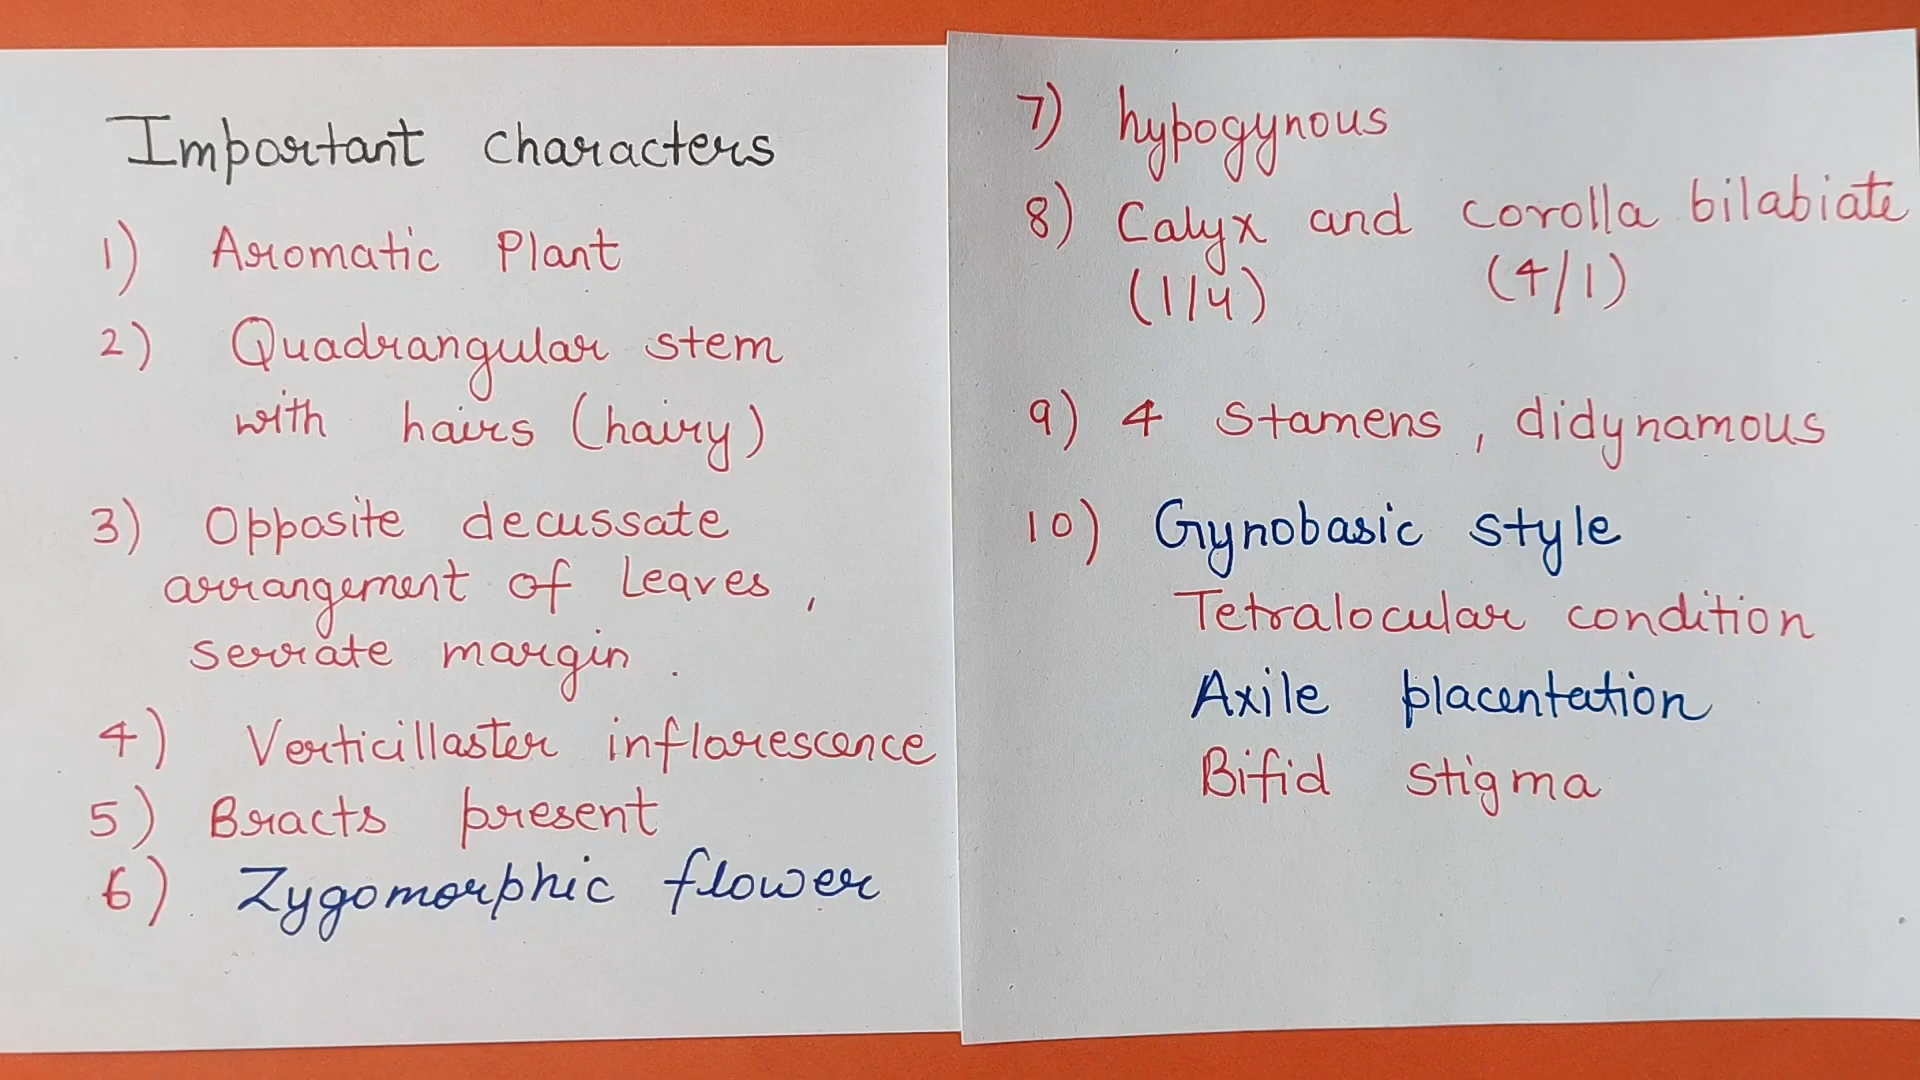 Important characters
1) Aromatic Plant
2) Quadrangular stem
with hairs (hairy)
3) Opposite decussate
arrangement of leaves,
serrate margin.
4) Verticillaster inflorescence
5) Bracts present
6) Zygomorphic flower
7) hypogynous
8) Calyx and corolla bilabiate
(1/4) (4/1)
9) 4 stamens, didynamous
10) Gynobasic style
Tetralocular condition
Axile placentation
Bifid stigma